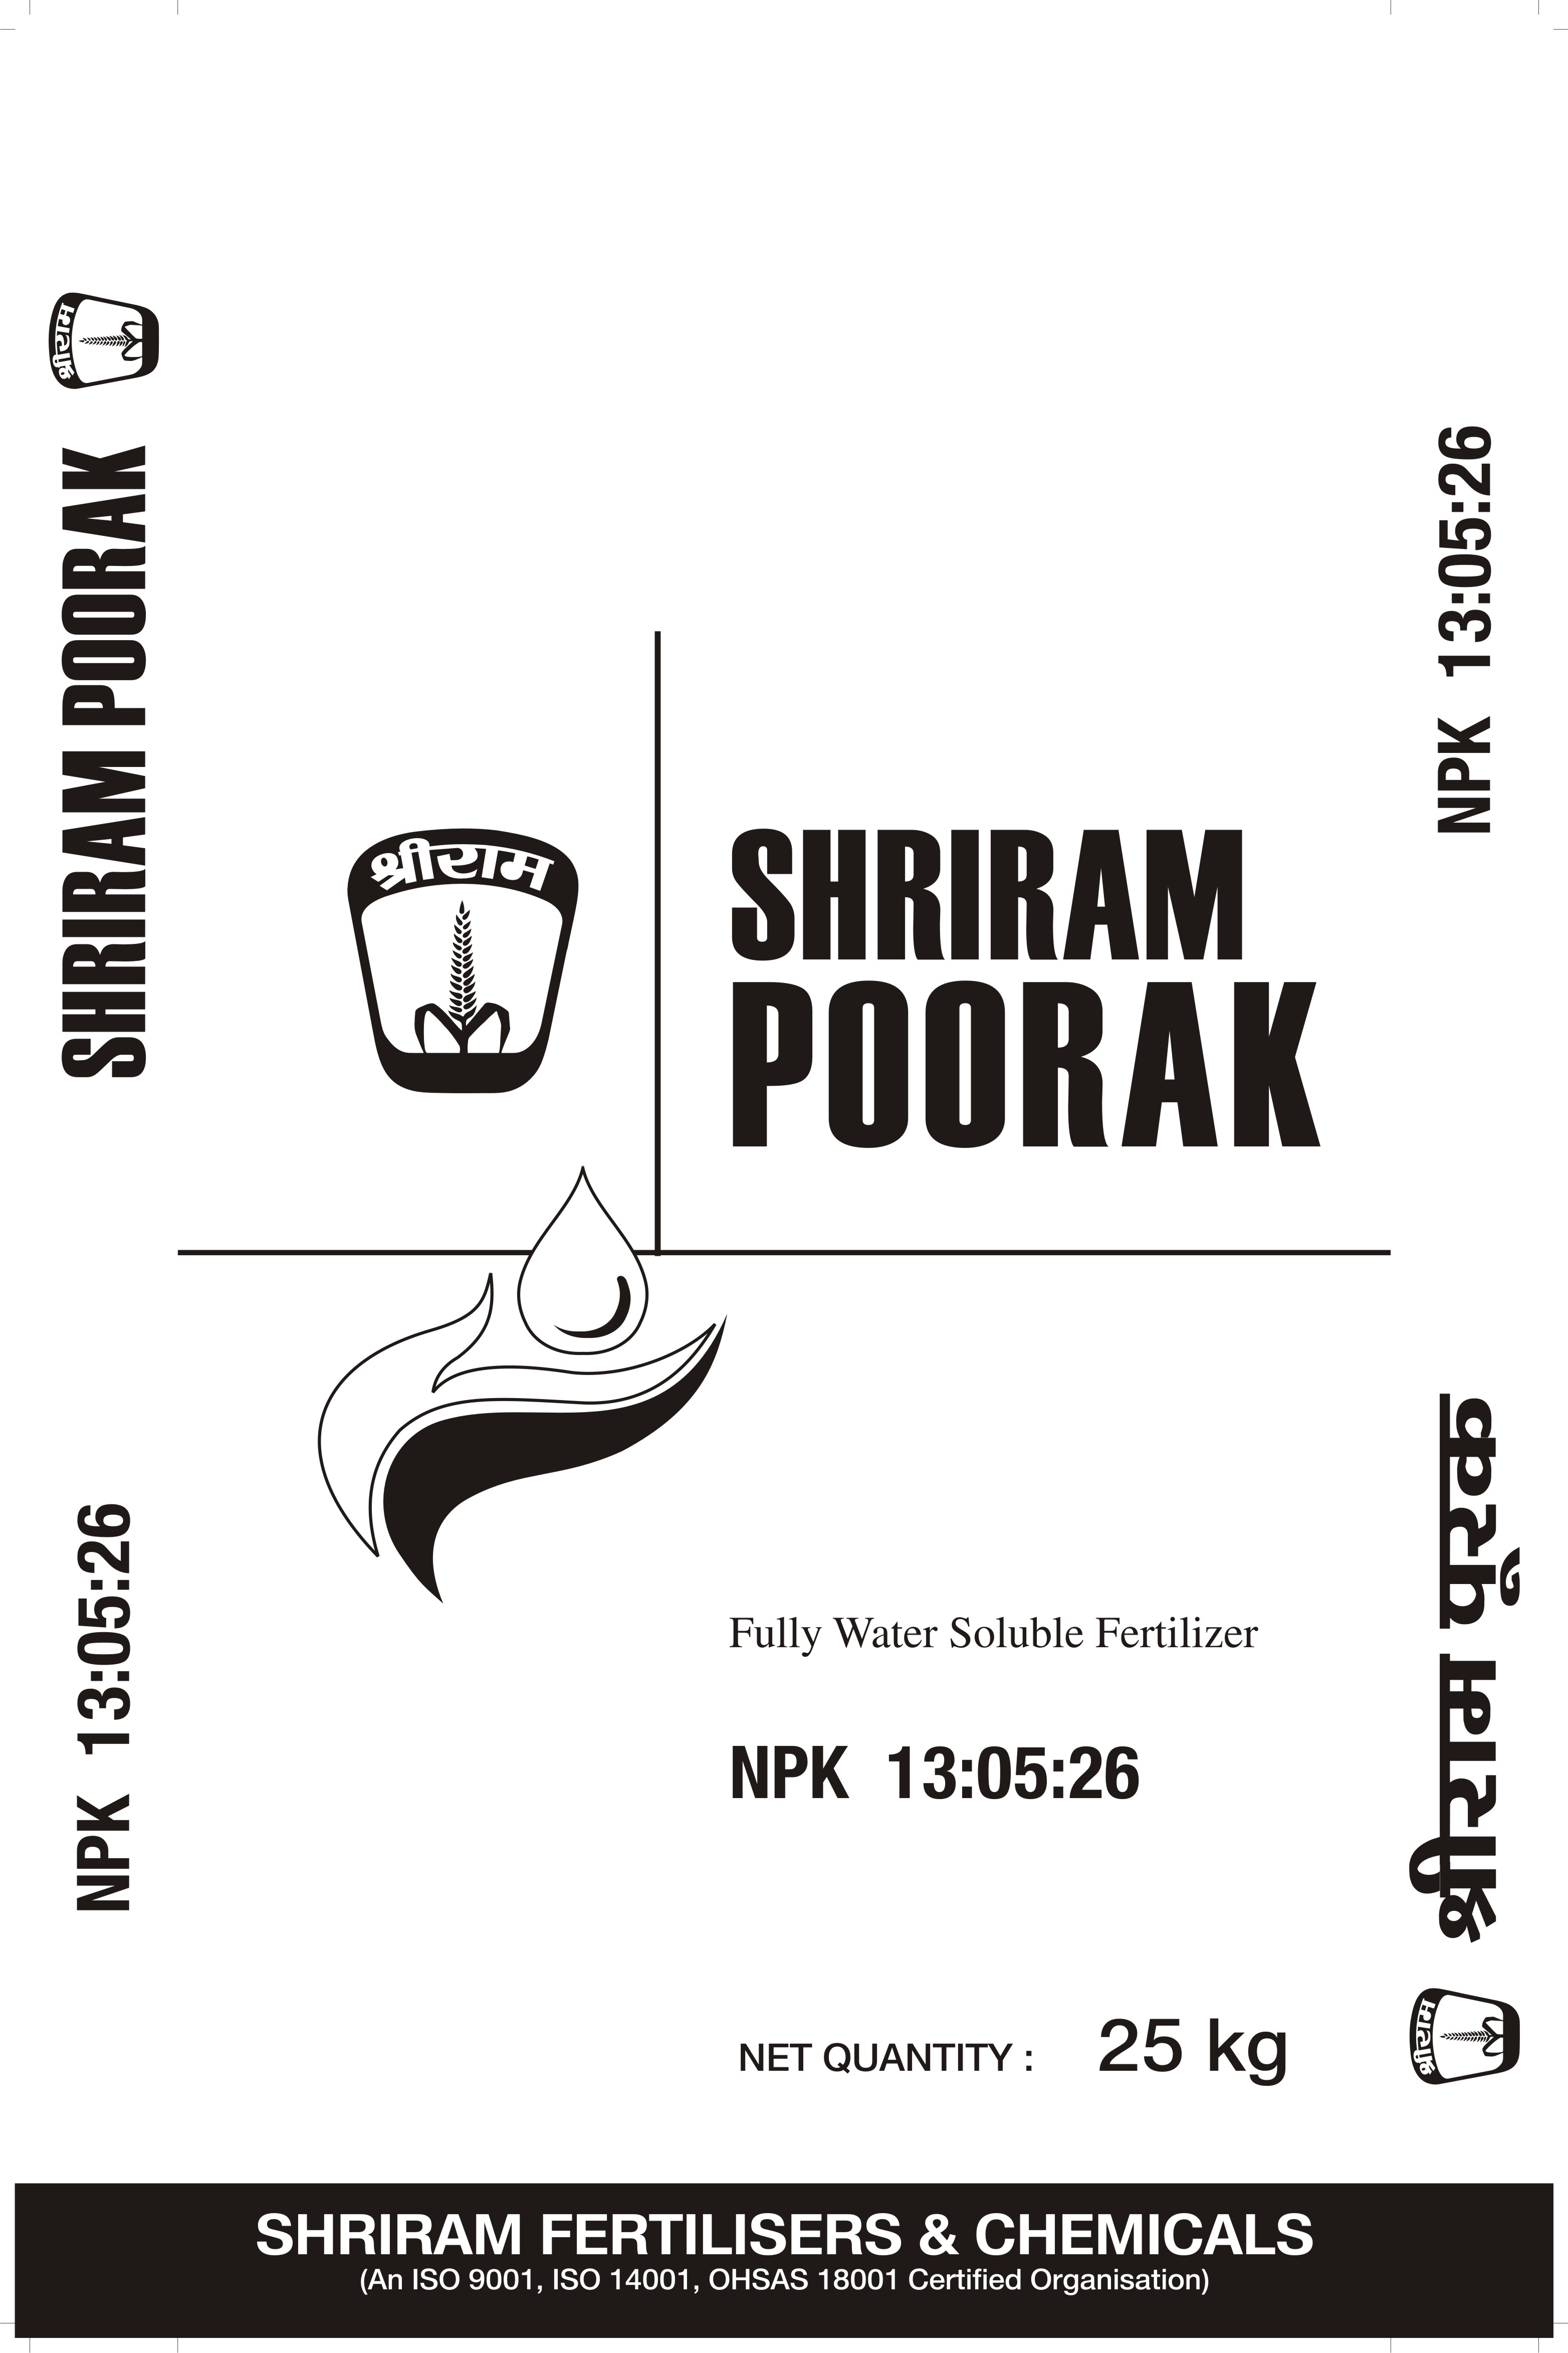 श्रीराम
SHRIRAM POORAK
NPK 13:05:26
श्रीराम
SHRIRAM
POORAK
Fully Water Soluble Fertilizer
NPK 13:05:26
NET QUANTITY : 25 kg
NPK 13:05:26
श्रीराम पूरक
श्रीराम
SHRIRAM FERTILISERS & CHEMICALS
(An ISO 9001, ISO 14001, OHSAS 18001 Certified Organisation)